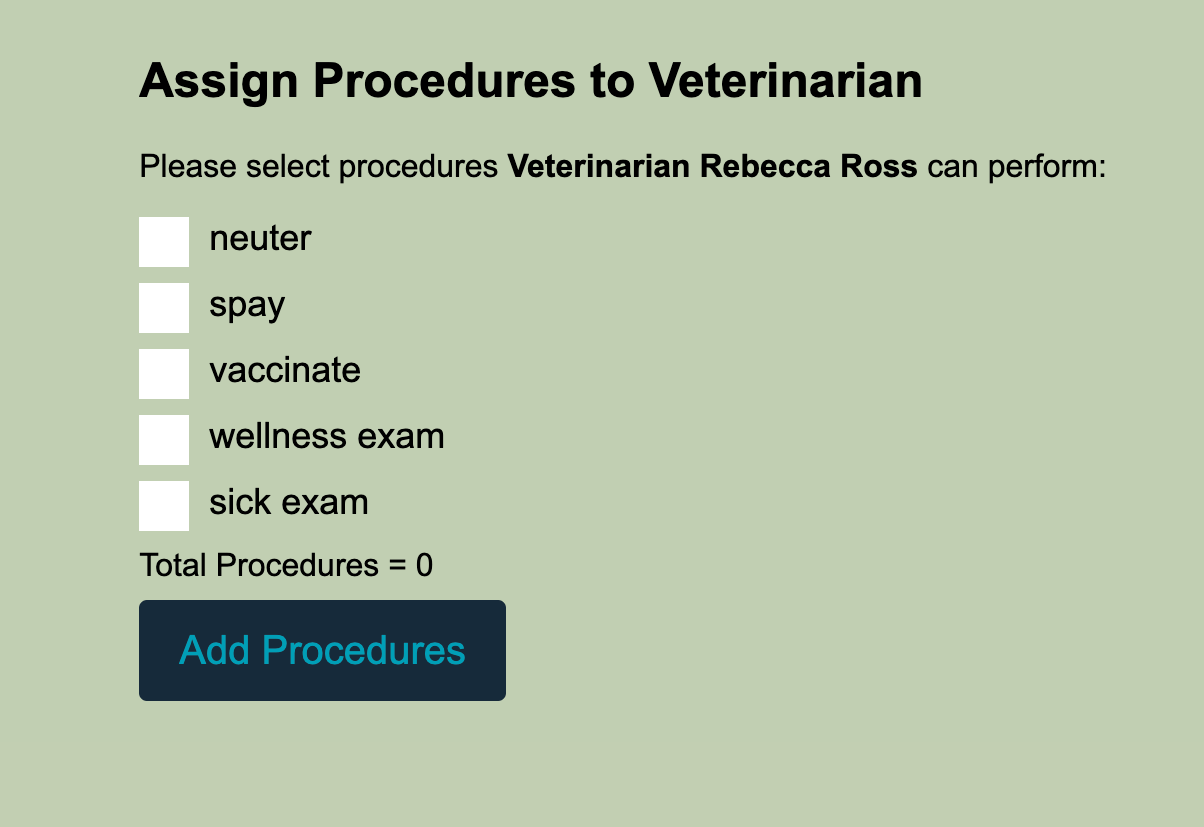 Assign Procedures to Veterinarian
Please select procedures Veterinarian Rebecca Ross can perform:
neuter
spay
vaccinate
wellness exam
sick exam
Total Procedures = 0
Add Procedures